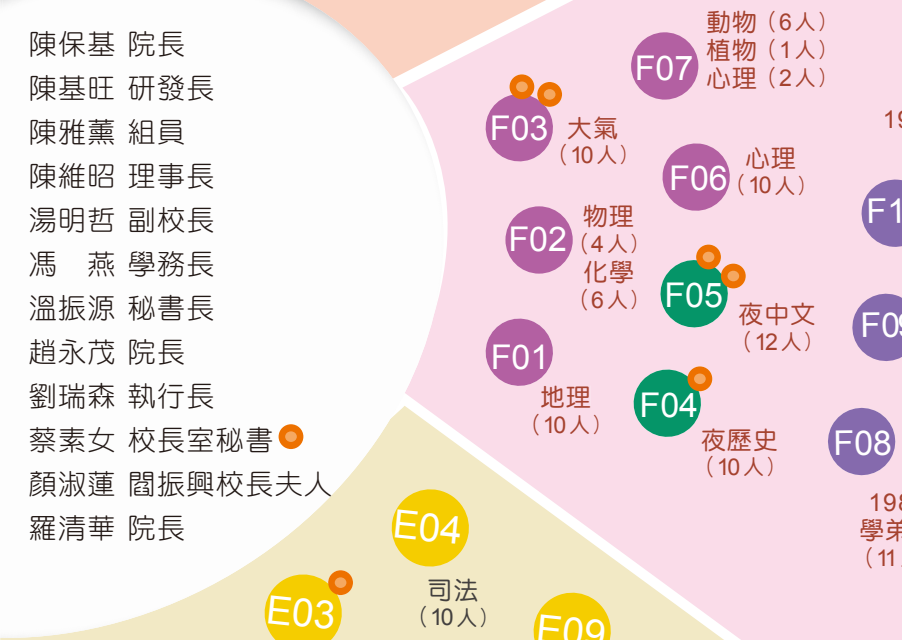 陳保基 院長
陳基旺 研發長
陳雅薰 組員
陳維昭 理事長
湯明哲 副校長
馮　燕 學務長
溫振源 秘書長
趙永茂 院長
劉瑞森 執行長
蔡素女 校長室秘書
顏淑蓮 閻振興校長夫人
羅清華 院長
F07
動物（6人）
植物（1人）
心理（2人）
F03
大氣
（10人）
F06
心理
（10人）
F02
物理
（4人）
化學
（6人）
F05
夜中文
（12人）
F01
地理
（10人）
F04
夜歷史
（10人）
F08
E04
司法
（10人）
E03
E09